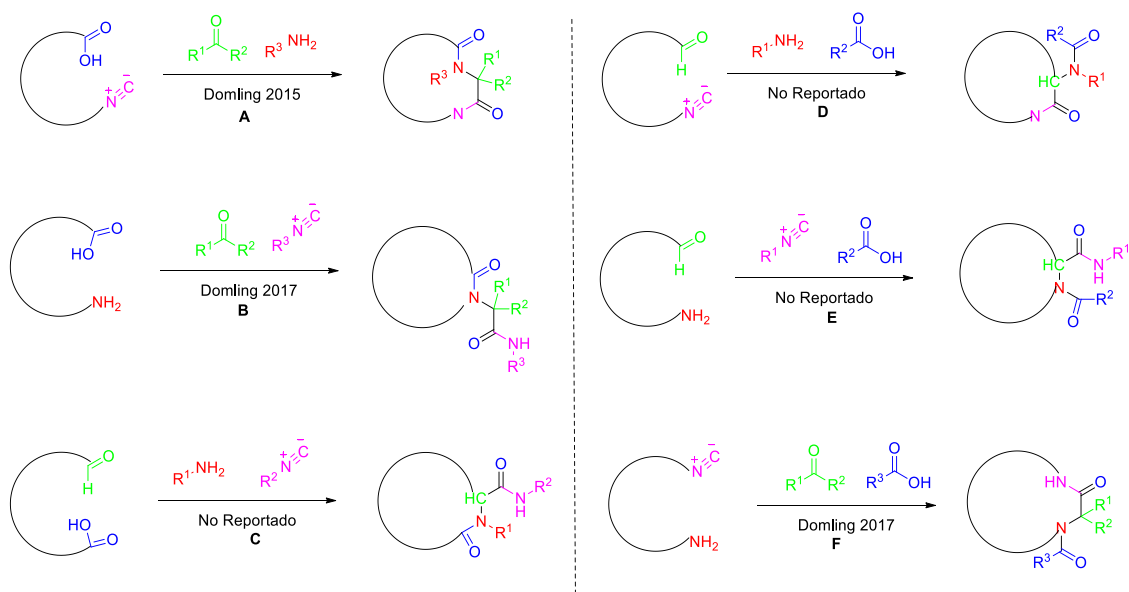 O
OH
N
+
≡
C
−
O
R¹ R²
R³ NH₂
Domling 2015
A
O
N
R³
R¹
R²
N
O
O
HO
NH₂
O
R¹ R²
R³ N≡C
+ −
Domling 2017
B
O
N
R¹
R²
O
NH
R³
O
H
HO
O
R¹ NH₂
R² N≡C
+ −
No Reportado
C
O
HC
N
H
R²
N
R¹
O
O
H
N≡C
+ −
R¹ NH₂
O
R² OH
No Reportado
D
R²
O
HC
N
R¹
N
O
O
H
NH₂
R¹ N≡C
+ −
O
R² OH
No Reportado
E
O
HC
N
H
R¹
N
R²
O
N≡C
+ −
NH₂
O
R¹ R²
O
R³ OH
Domling 2017
F
HN
O
R¹
R²
N
R³
O